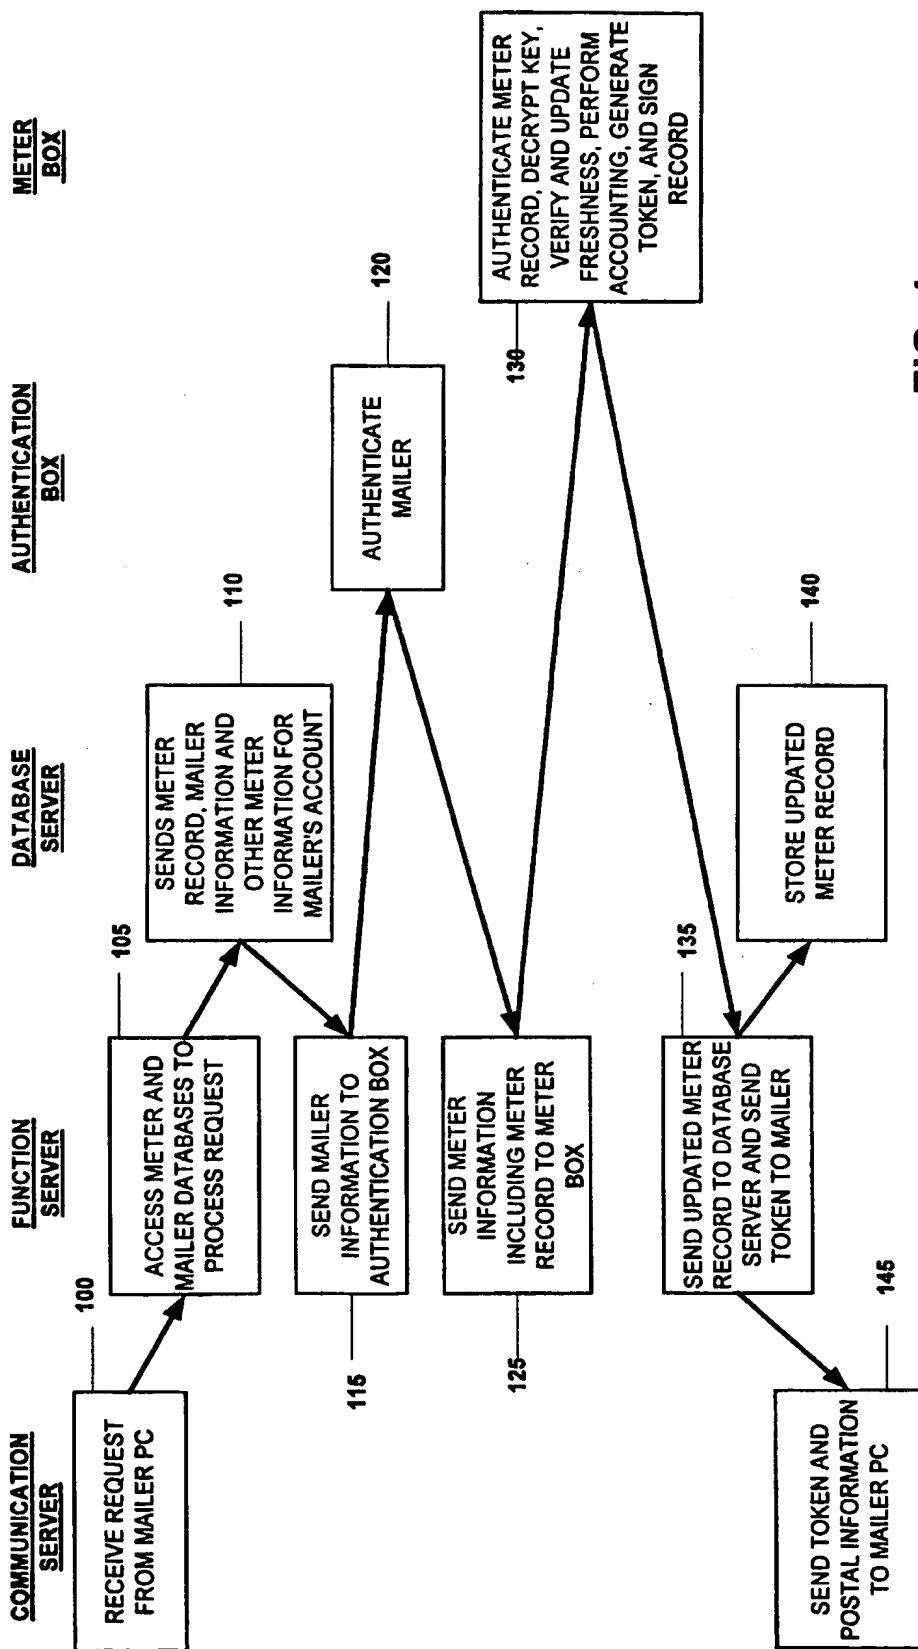 COMMUNICATION
SERVER
FUNCTION
SERVER
DATABASE
SERVER
AUTHENTICATION
BOX
METER
BOX
100
RECEIVE REQUEST
FROM MAILER PC
105
ACCESS METER AND
MAILER DATABASES TO
PROCESS REQUEST
110
SENDS METER
RECORD, MAILER
INFORMATION AND
OTHER METER
INFORMATION FOR
MAILER'S ACCOUNT
115
SEND MAILER
INFORMATION TO
AUTHENTICATION BOX
120
AUTHENTICATE
MAILER
125
SEND METER
INFORMATION
INCLUDING METER
RECORD TO METER
BOX
130
AUTHENTICATE METER
RECORD, DECRYPT KEY,
VERIFY AND UPDATE
FRESHNESS, PERFORM
ACCOUNTING, GENERATE
TOKEN, AND SIGN
RECORD
135
SEND UPDATED METER
RECORD TO DATABASE
SERVER AND SEND
TOKEN TO MAILER
140
STORE UPDATED
METER RECORD
145
SEND TOKEN AND
POSTAL INFORMATION
TO MAILER PC